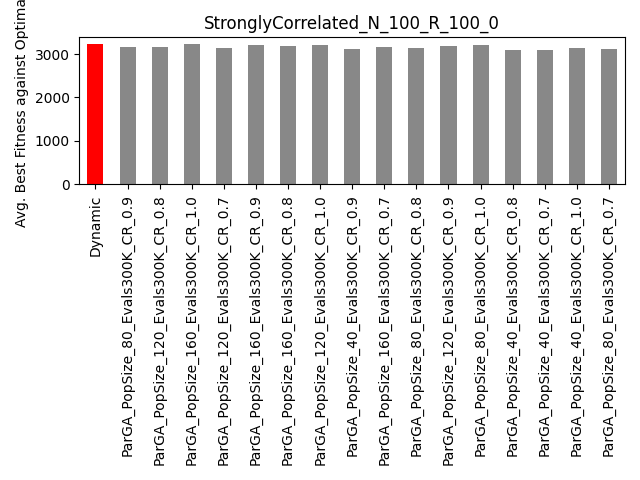 StronglyCorrelated_N_100_R_100_0
Avg. Best Fitness against Optima
3000
2000
1000
0
Dynamic
ParGA_PopSize_80_Evals300K_CR_0.9
ParGA_PopSize_120_Evals300K_CR_0.8
ParGA_PopSize_160_Evals300K_CR_1.0
ParGA_PopSize_120_Evals300K_CR_0.7
ParGA_PopSize_160_Evals300K_CR_0.9
ParGA_PopSize_160_Evals300K_CR_0.8
ParGA_PopSize_120_Evals300K_CR_1.0
ParGA_PopSize_40_Evals300K_CR_0.9
ParGA_PopSize_160_Evals300K_CR_0.7
ParGA_PopSize_80_Evals300K_CR_0.8
ParGA_PopSize_120_Evals300K_CR_0.9
ParGA_PopSize_80_Evals300K_CR_1.0
ParGA_PopSize_40_Evals300K_CR_0.8
ParGA_PopSize_40_Evals300K_CR_0.7
ParGA_PopSize_40_Evals300K_CR_1.0
ParGA_PopSize_80_Evals300K_CR_0.7